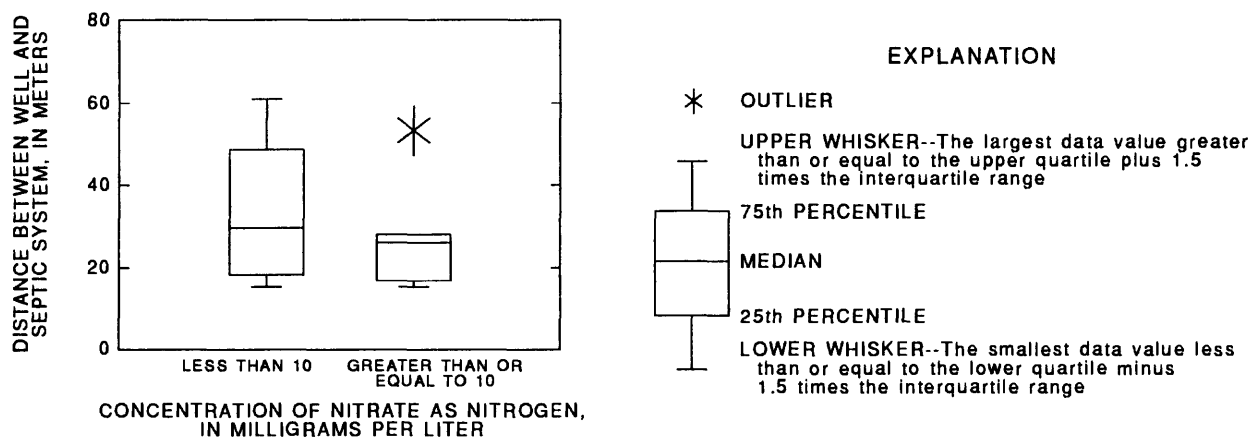 DISTANCE BETWEEN WELL AND
SEPTIC SYSTEM, IN METERS
80
60
40
20
0
LESS THAN 10
GREATER THAN OR
EQUAL TO 10
CONCENTRATION OF NITRATE AS NITROGEN,
IN MILLIGRAMS PER LITER
EXPLANATION
OUTLIER
UPPER WHISKER--The largest data value greater
than or equal to the upper quartile plus 1.5
times the interquartile range
75th PERCENTILE
MEDIAN
25th PERCENTILE
LOWER WHISKER--The smallest data value less
than or equal to the lower quartile minus
1.5 times the interquartile range